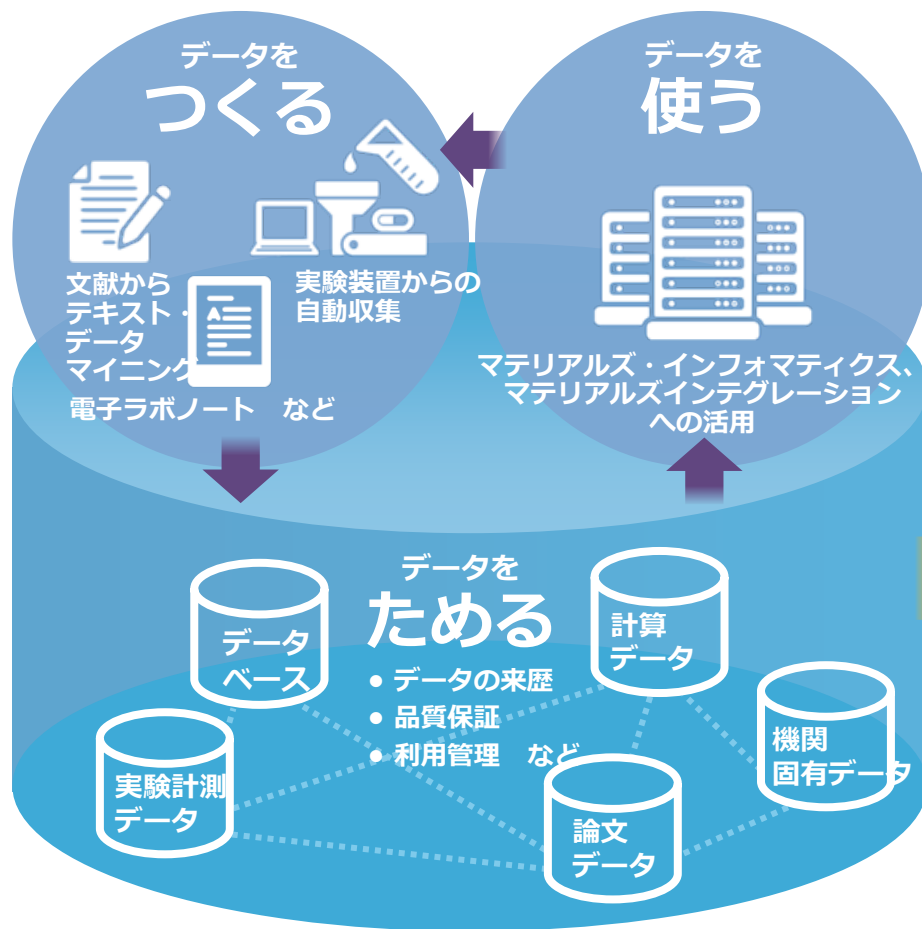 データを
つくる
文献から
テキスト・
データ
マイニング
実験装置からの
自動収集
電子ラボノート　など
データを
使う
マテリアルズ・インフォマティクス、
マテリアルズインテグレーション
への活用
データを
ためる
● データの来歴
● 品質保証
● 利用管理　など
データ
ベース
計算
データ
実験計測
データ
論文
データ
機関
固有データ